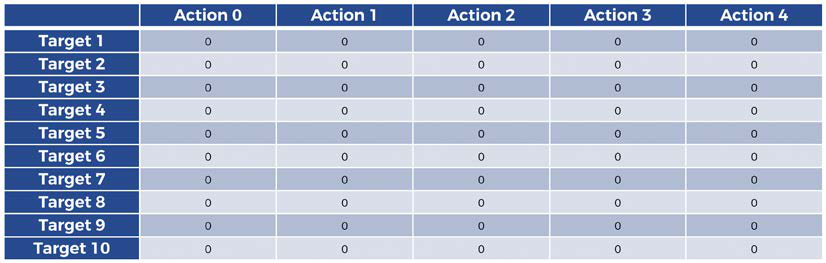 Action 0 Action 1 Action 2 Action 3 Action 4
Target 1 0 0 0 0 0
Target 2 0 0 0 0 0
Target 3 0 0 0 0 0
Target 4 0 0 0 0 0
Target 5 0 0 0 0 0
Target 6 0 0 0 0 0
Target 7 0 0 0 0 0
Target 8 0 0 0 0 0
Target 9 0 0 0 0 0
Target 10 0 0 0 0 0